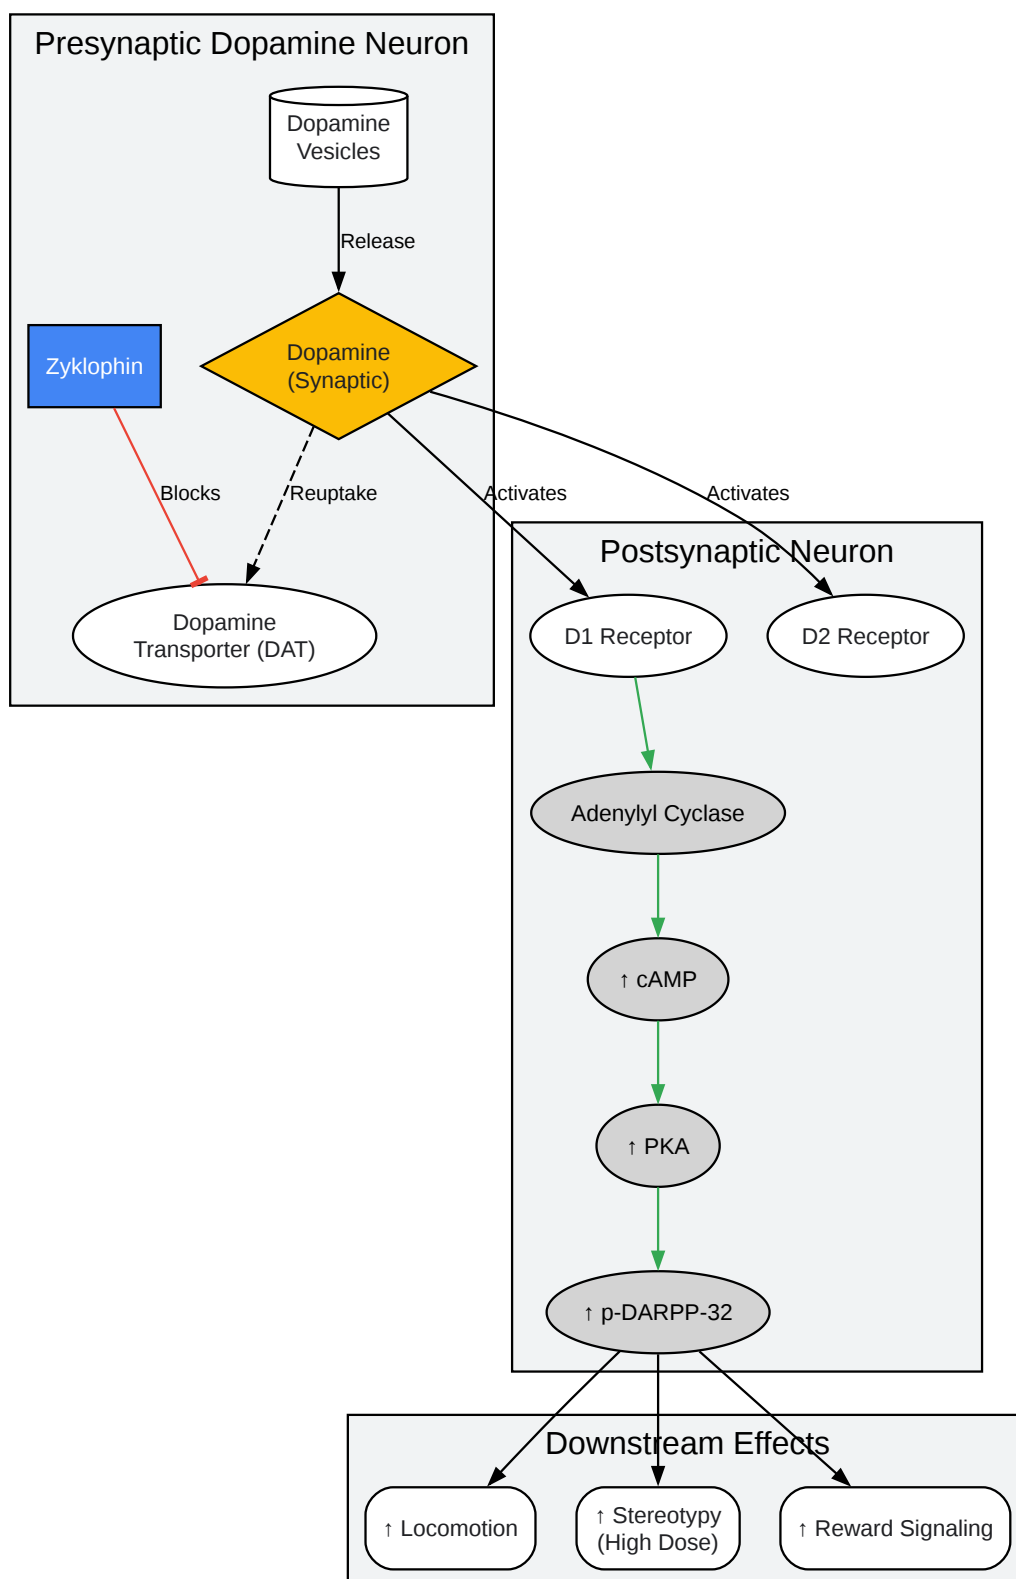 Presynaptic Dopamine Neuron
Dopamine
Vesicles
Release
Zyklophin
Dopamine
(Synaptic)
Blocks
Reuptake
Activates
Activates
Dopamine
Transporter (DAT)
Postsynaptic Neuron
D1 Receptor
D2 Receptor
Adenylyl Cyclase
↑ cAMP
↑ PKA
↑ p-DARPP-32
Downstream Effects
↑ Locomotion
↑ Stereotypy
(High Dose)
↑ Reward Signaling